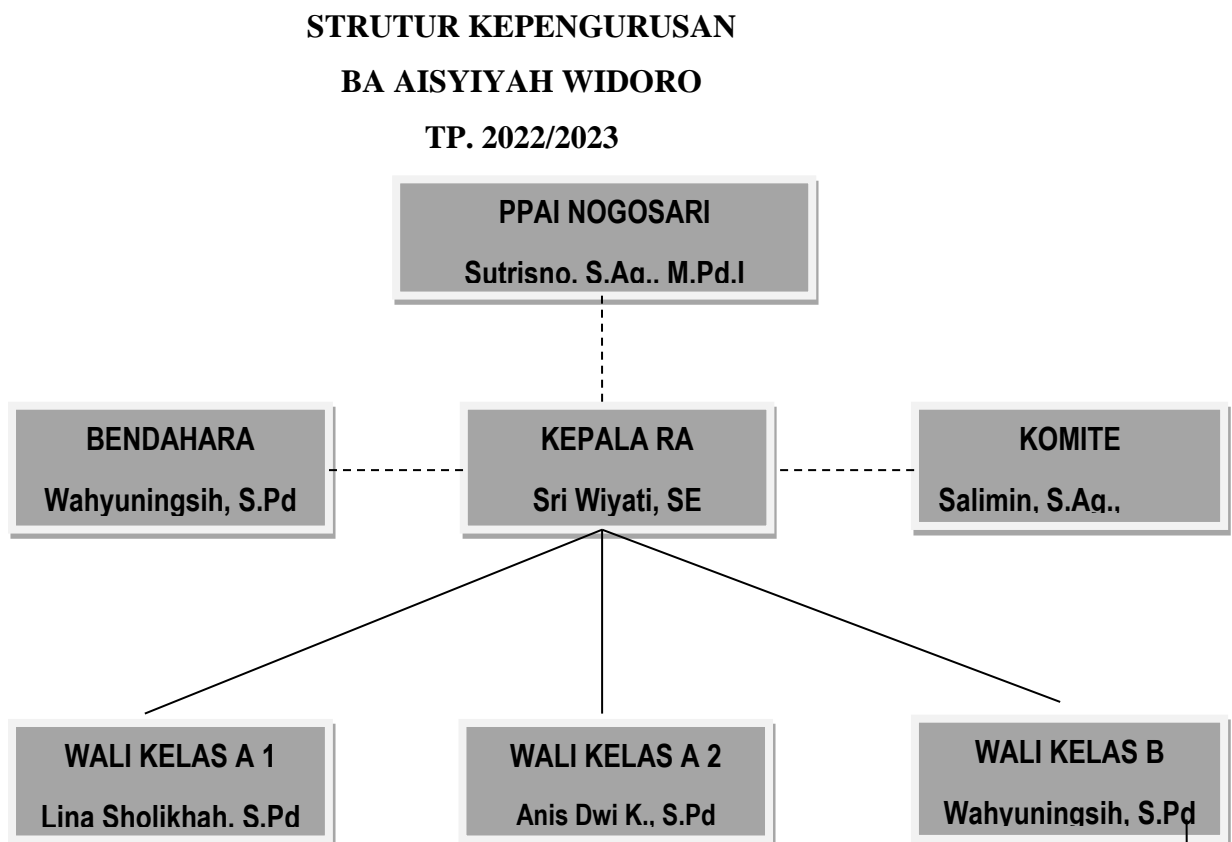 STRUTUR KEPENGURUSAN
BA AISYIYAH WIDORO
TP. 2022/2023
PPAI NOGOSARI
Sutrisno. S.Ag., M.Pd.I
BENDAHARA
Wahyuningsih, S.Pd
KEPALA RA
Sri Wiyati, SE
KOMITE
Salimin, S.Ag.,
WALI KELAS A 1
Lina Sholikhah. S.Pd
WALI KELAS A 2
Anis Dwi K., S.Pd
WALI KELAS B
Wahyuningsih, S.Pd